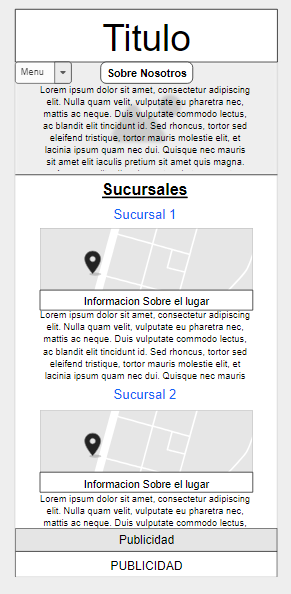 Titulo
Menu
Sobre Nosotros
Lorem ipsum dolor sit amet, consectetur adipiscing
elit. Nulla quam velit, vulputate eu pharetra nec,
mattis ac neque. Duis vulputate commodo lectus,
ac blandit elit tincidunt id. Sed rhoncus, tortor sed
eleifend tristique, tortor mauris molestie elit, et
lacinia ipsum quam nec dui. Quisque nec mauris
sit amet elit iaculis pretium sit amet quis magna.
Sucursales
Sucursal 1
Informacion Sobre el lugar
Lorem ipsum dolor sit amet, consectetur adipiscing
elit. Nulla quam velit, vulputate eu pharetra nec,
mattis ac neque. Duis vulputate commodo lectus,
ac blandit elit tincidunt id. Sed rhoncus, tortor sed
eleifend tristique, tortor mauris molestie elit, et
lacinia ipsum quam nec dui. Quisque nec mauris
Sucursal 2
Informacion Sobre el lugar
Lorem ipsum dolor sit amet, consectetur adipiscing
elit. Nulla quam velit, vulputate eu pharetra nec,
mattis ac neque. Duis vulputate commodo lectus,
Publicidad
PUBLICIDAD